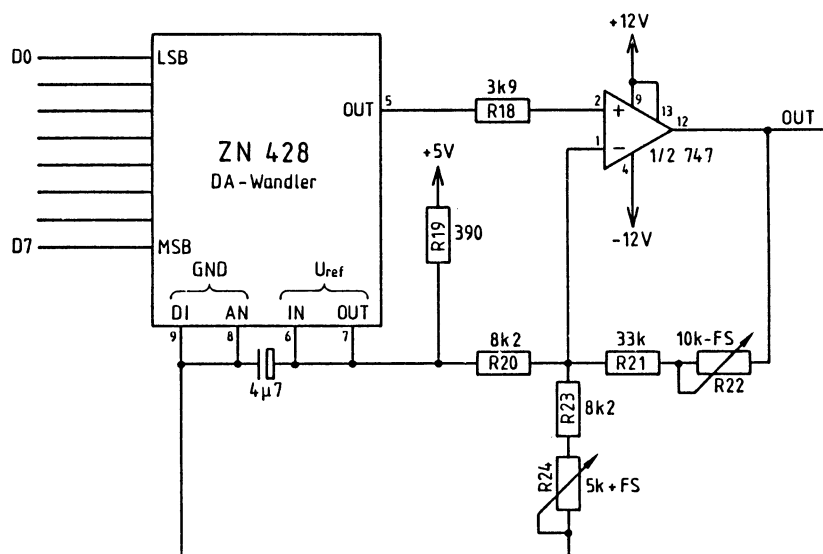 D0
LSB
ZN 428
DA-Wandler
D7
MSB
OUT
5
GND
Uref
DI
AN
IN
OUT
9
8
6
7
4µ7
3k9
R18
+12V
2
+
9
13
12
OUT
1
−
4
1/2 747
-12V
+5V
R19
390
8k2
R20
33k
R21
10k-FS
R22
R23
8k2
R24
5k+FS